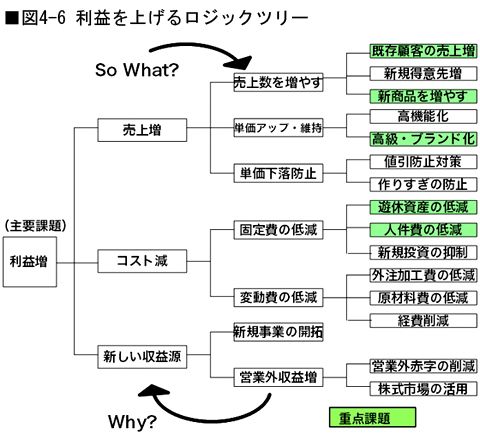 ■図4-6 利益を上げるロジックツリー
So What?
(主要課題)
利益増
売上増
コスト減
新しい収益源
売上数を増やす
単価アップ・維持
単価下落防止
固定費の低減
変動費の低減
新規事業の開拓
営業外収益増
既存顧客の売上増
新規得意先増
新商品を増やす
高機能化
高級・ブランド化
値引防止対策
作りすぎの防止
遊休資産の低減
人件費の低減
新規投資の抑制
外注加工費の低減
原材料費の低減
経費削減
営業外赤字の削減
株式市場の活用
Why?
重点課題